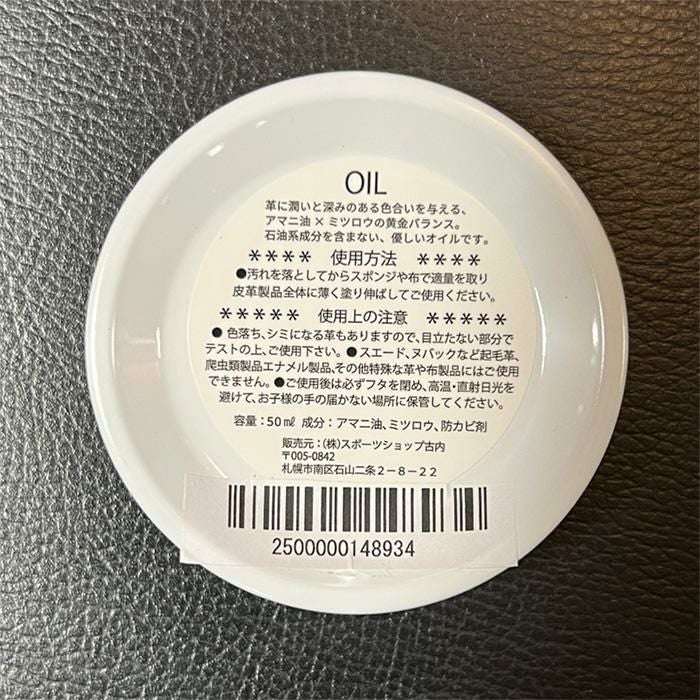 OIL
革に潤いと深みのある色合いを与える、
アマニ油×ミツロウの黄金バランス。
石油系成分を含まない、優しいオイルです。
＊＊＊＊ 使用方法 ＊＊＊＊
●汚れを落としてからスポンジや布で適量を取り
皮革製品全体に薄く塗り伸ばしてご使用ください。
＊＊＊＊＊ 使用上の注意 ＊＊＊＊＊
●色落ち、シミになる革もありますので、目立たない部分で
テストの上、ご使用下さい。●スエード、ヌバックなど起毛革、
爬虫類製品エナメル製品、その他特殊な革や布製品にはご使用
できません。●ご使用後は必ずフタを閉め、高温・直射日光を
避けて、お子様の手の届かない場所に保管してください。
容量：50㎖ 成分：アマニ油、ミツロウ、防カビ剤
販売元：（株）スポーツショップ古内
〒005-0842
札幌市南区石山二条２−８−２２
2500000148934